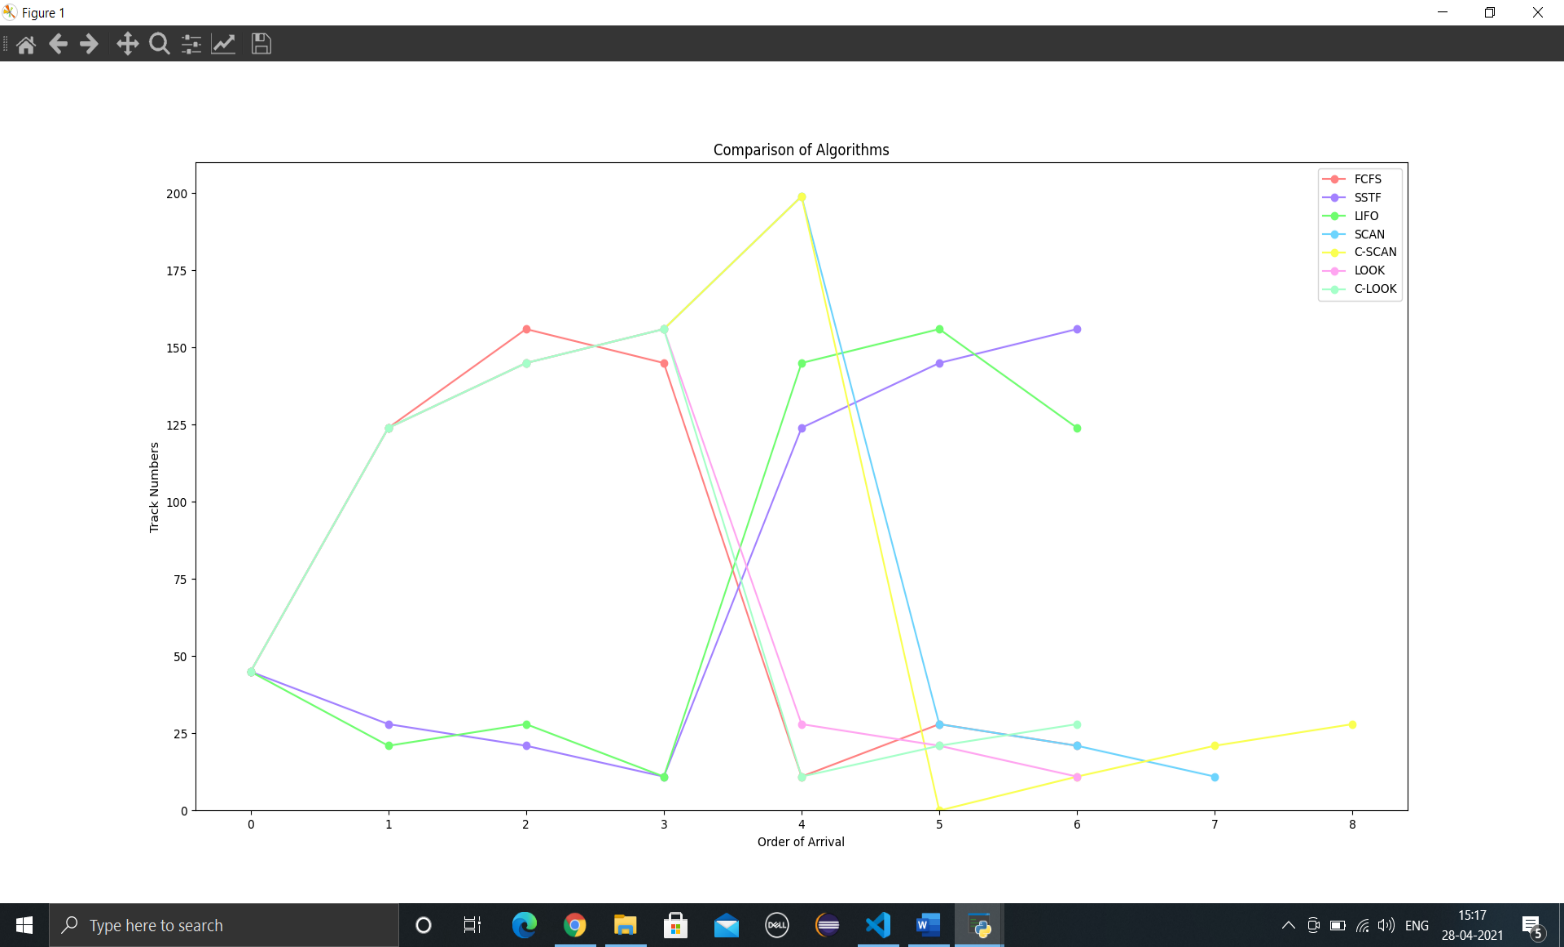 Figure 1
Comparison of Algorithms
FCFS
SSTF
LIFO
SCAN
C-SCAN
LOOK
C-LOOK
200
175
150
125
100
75
50
25
0
Track Numbers
0 1 2 3 4 5 6 7 8
Order of Arrival
Type here to search
DELL
W
ENG
15:17
28-04-2021
5